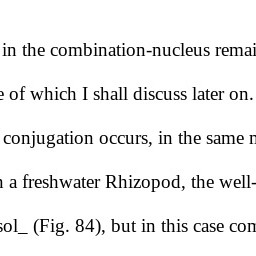 in the combination-nucleus remai
e of which I shall discuss later on.
conjugation occurs, in the same
a freshwater Rhizopod, the well-
sol_ (Fig. 84), but in this case com